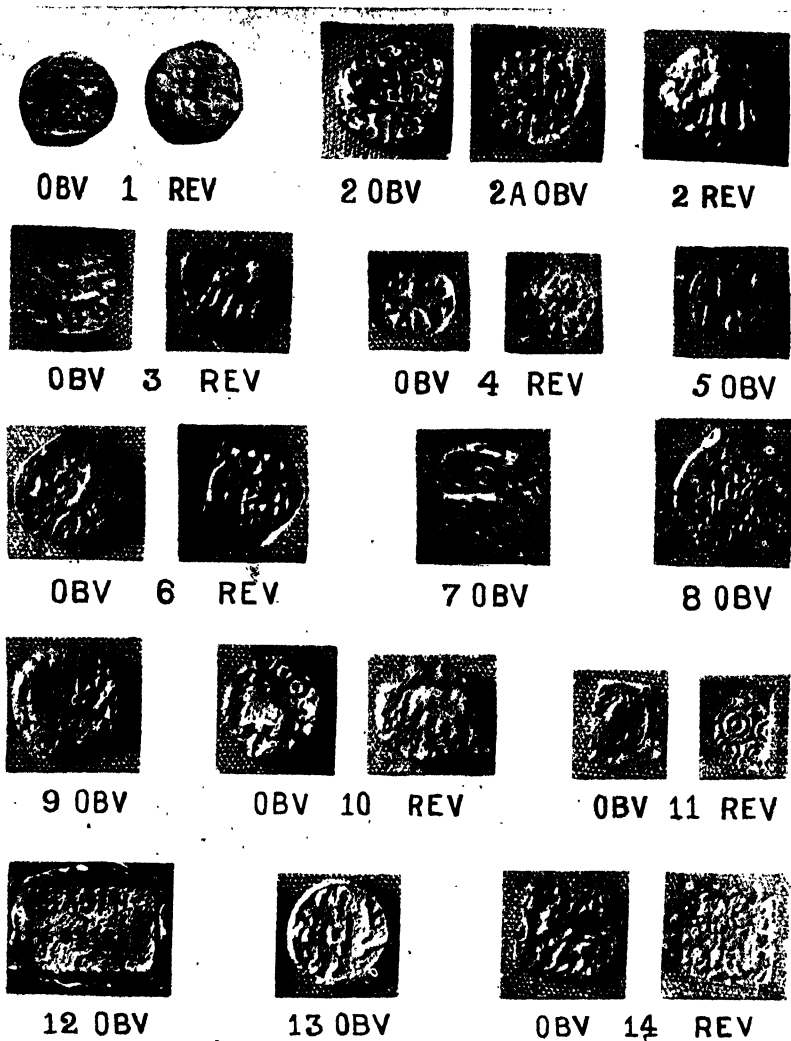 OBV 1 REV 2 OBV 2A OBV 2 REV
OBV 3 REV OBV 4 REV 5 OBV
OBV 6 REV 7 OBV 8 OBV
9 OBV OBV 10 REV OBV 11 REV
12 OBV 13 OBV OBV 14 REV